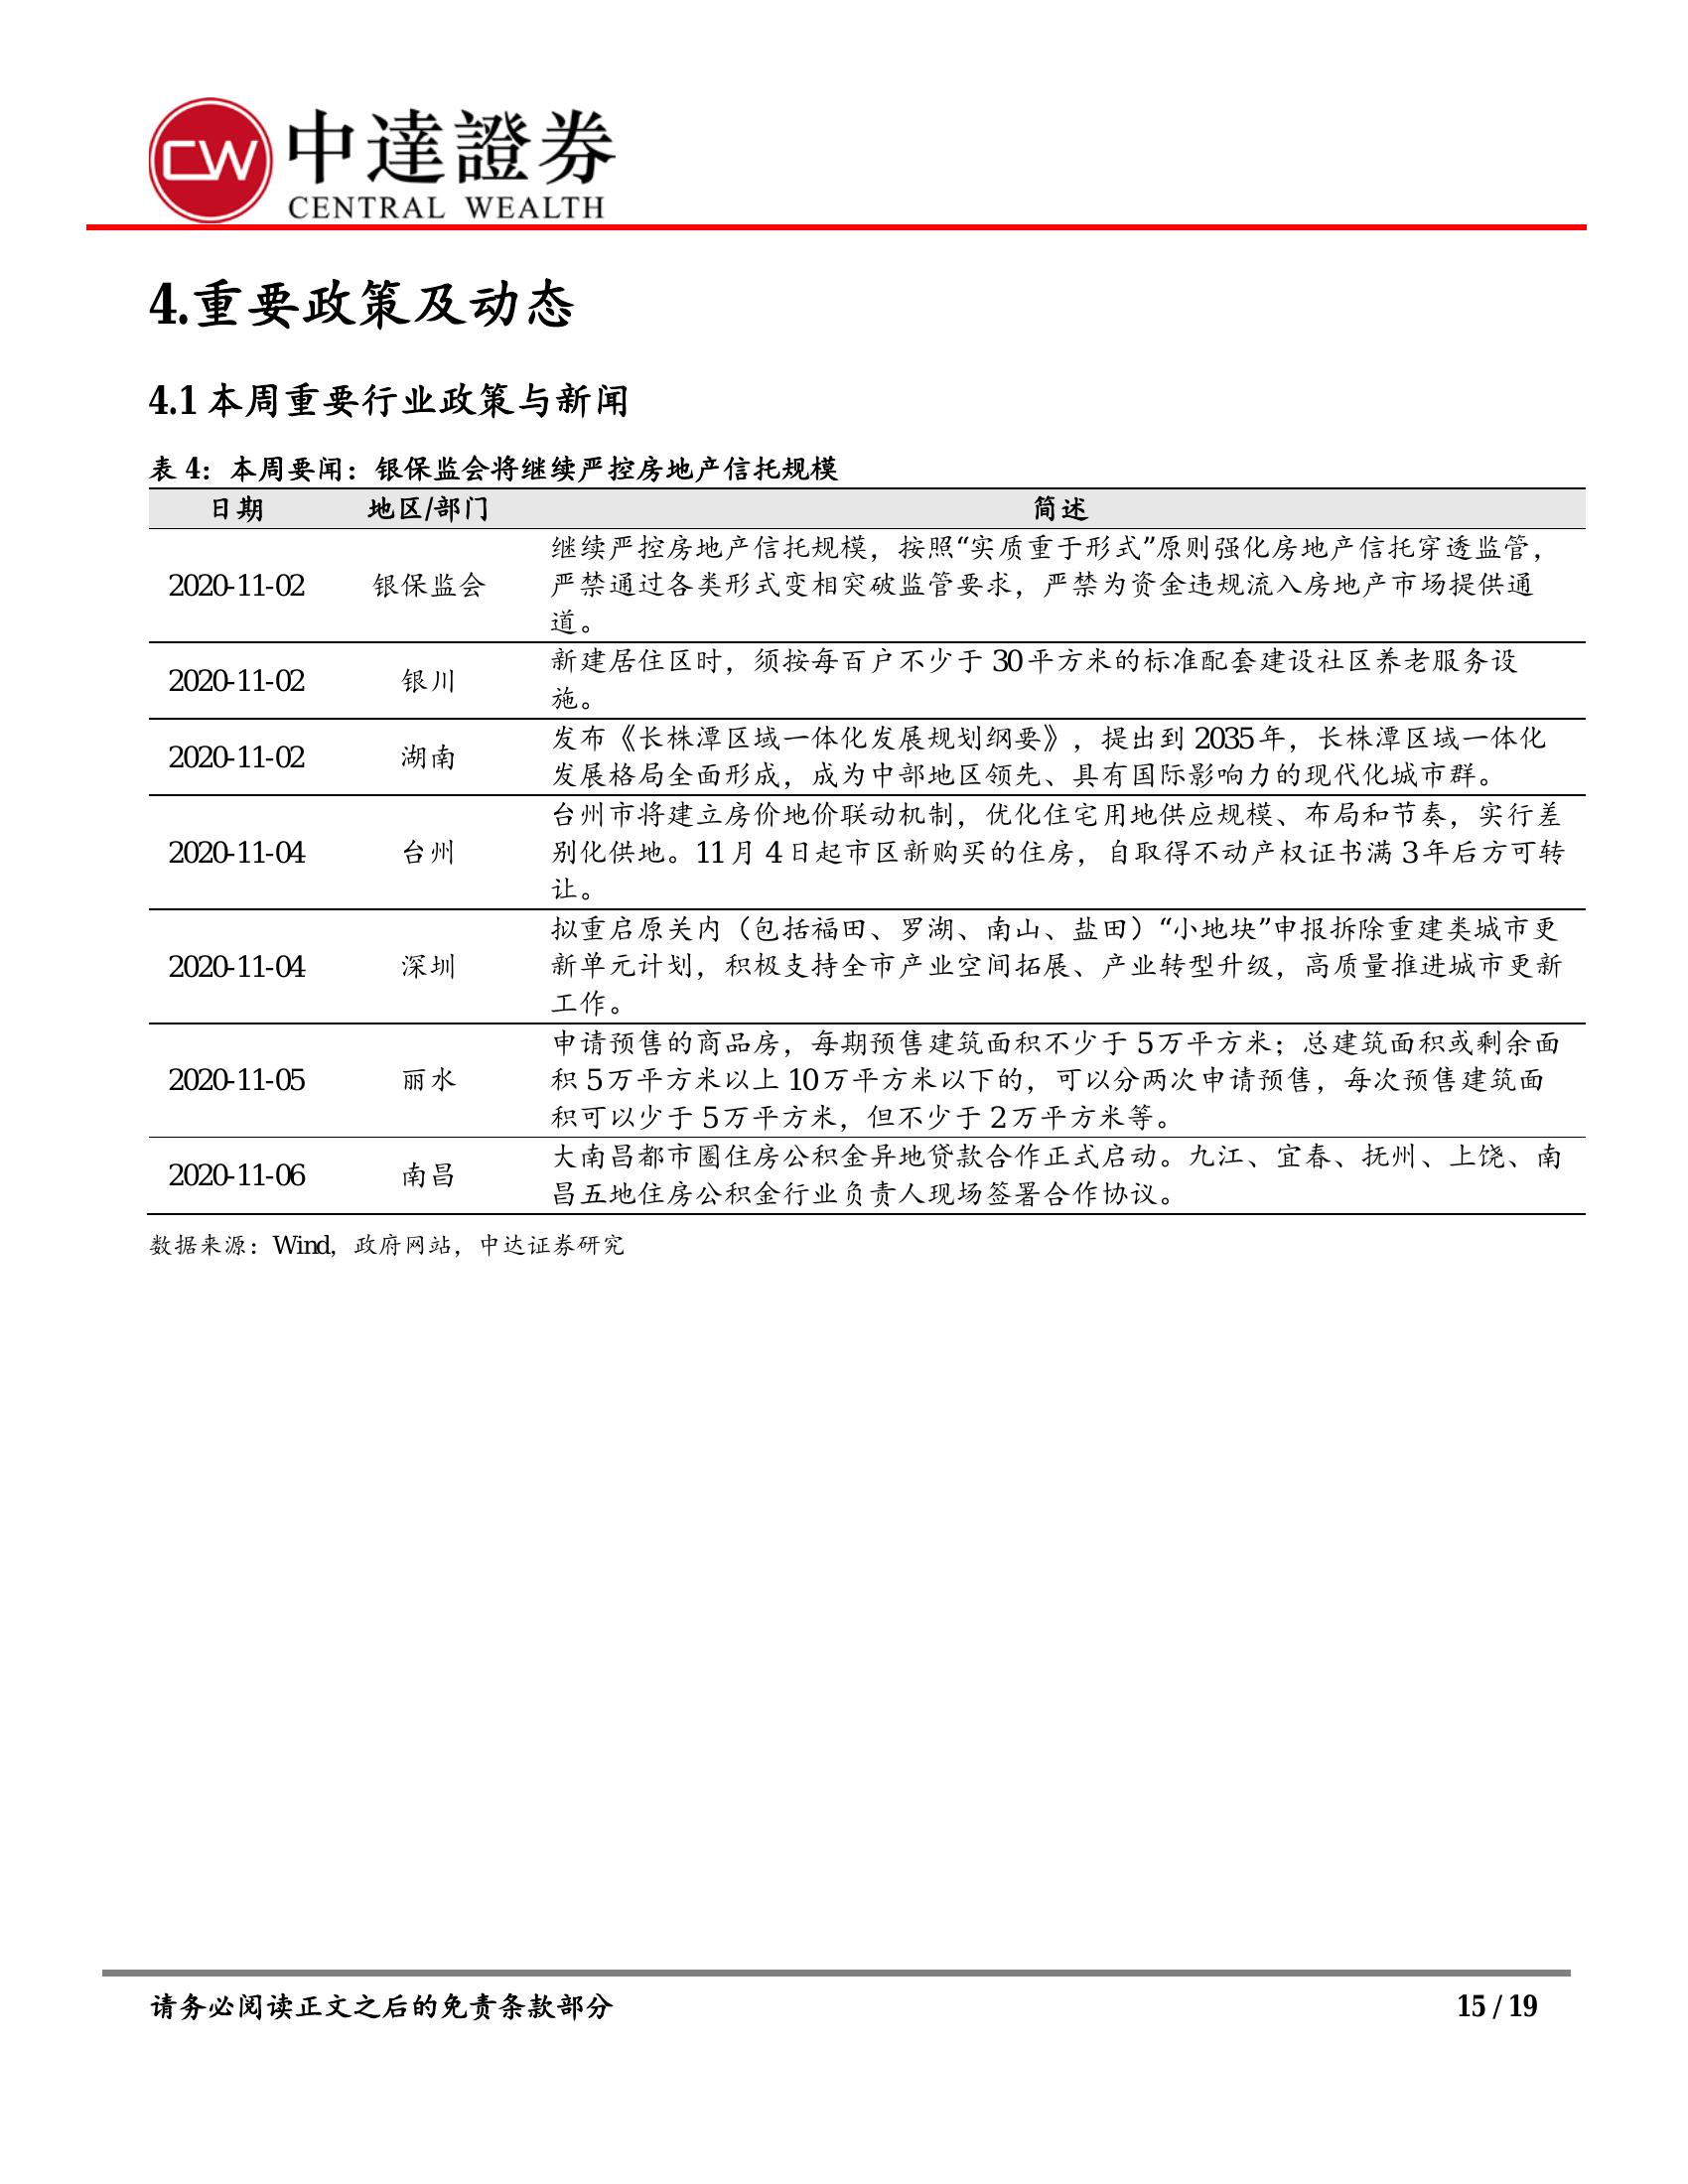 CW 中達證券
CENTRAL WEALTH
4.重要政策及动态
4.1 本周重要行业政策与新闻
表 4：本周要闻：银保监会将继续严控房地产信托规模
日期 地区/部门 简述
继续严控房地产信托规模，按照“实质重于形式”原则强化房地产信托穿透监管，
2020-11-02 银保监会 严禁通过各类形式变相突破监管要求，严禁为资金违规流入房地产市场提供通
道。
2020-11-02 银川 新建居住区时，须按每百户不少于 30 平方米的标准配套建设社区养老服务设
施。
2020-11-02 湖南 发布《长株潭区域一体化发展规划纲要》，提出到 2035 年，长株潭区域一体化
发展格局全面形成，成为中部地区领先、具有国际影响力的现代化城市群。
台州市将建立房价地价联动机制，优化住宅用地供应规模、布局和节奏，实行差
2020-11-04 台州 别化供地。11 月 4 日起市区新购买的住房，自取得不动产权证书满 3 年后方可转
让。
拟重启原关内（包括福田、罗湖、南山、盐田）“小地块”申报拆除重建类城市更
2020-11-04 深圳 新单元计划，积极支持全市产业空间拓展、产业转型升级，高质量推进城市更新
工作。
申请预售的商品房，每期预售建筑面积不少于 5 万平方米；总建筑面积或剩余面
2020-11-05 丽水 积 5 万平方米以上 10 万平方米以下的，可以分两次申请预售，每次预售建筑面
积可以少于 5 万平方米，但不少于 2 万平方米等。
2020-11-06 南昌 大南昌都市圈住房公积金异地贷款合作正式启动。九江、宜春、抚州、上饶、南
昌五地住房公积金行业负责人现场签署合作协议。
数据来源：Wind，政府网站，中达证券研究
请务必阅读正文之后的免责条款部分 15 / 19